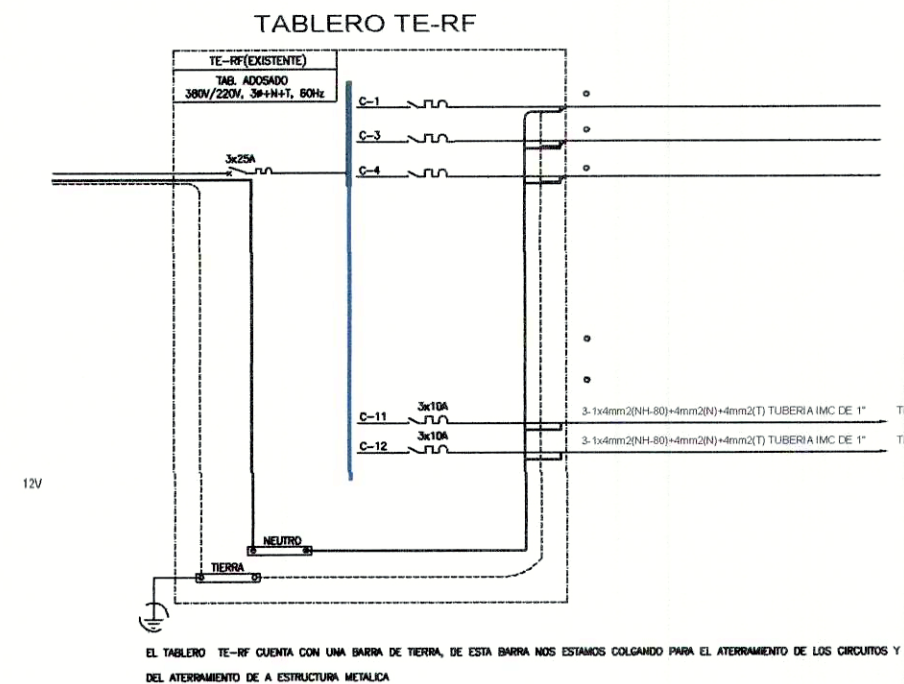 TABLERO TE-RF
TE-RF(EXISTENTE)
TAB. ADOSADO
380V/220V, 3ø+N+T, 60Hz
C-1
C-3
3x25A
C-4
3x10A
C-11
3-1x4mm2(NH-80)+4mm2(N)+4mm2(T) TUBERIA IMC DE 1"
3x10A
C-12
3-1x4mm2(NH-80)+4mm2(N)+4mm2(T) TUBERIA IMC DE 1"
12V
NEUTRO
TIERRA
EL TABLERO TE-RF CUENTA CON UNA BARRA DE TIERRA, DE ESTA BARRA NOS ESTAMOS COLGANDO PARA EL ATERRAMIENTO DE LOS CIRCUITOS Y
DEL ATERRAMIENTO DE A ESTRUCTURA METALICA